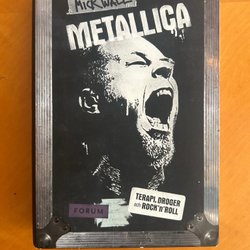 MICK WALL
METALLICA
TERAPI, DROGER
och ROCK'N'ROLL
FORUM